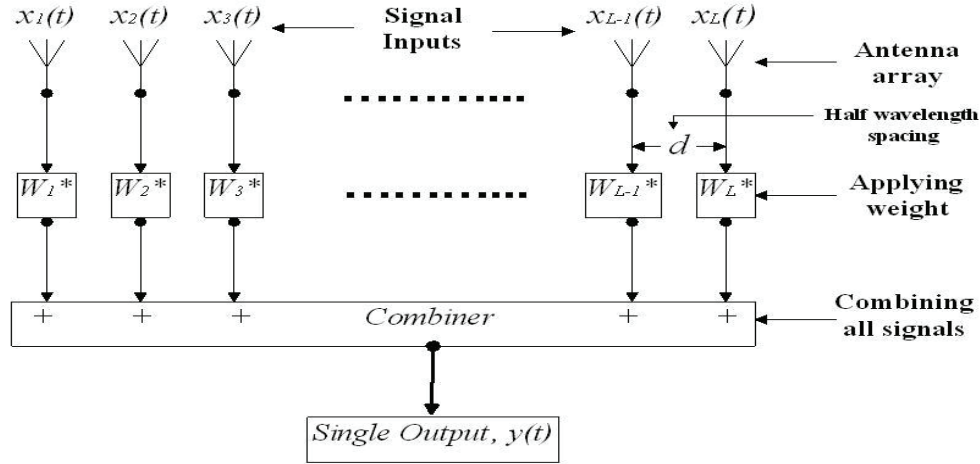 x1(t) x2(t) x3(t) Signal Inputs xL-1(t) xL(t)
Antenna array
Half wavelength spacing
d
W1* W2* W3* WL-1* WL* Applying weight
+ + + Combiner + + Combining all signals
Single Output, y(t)